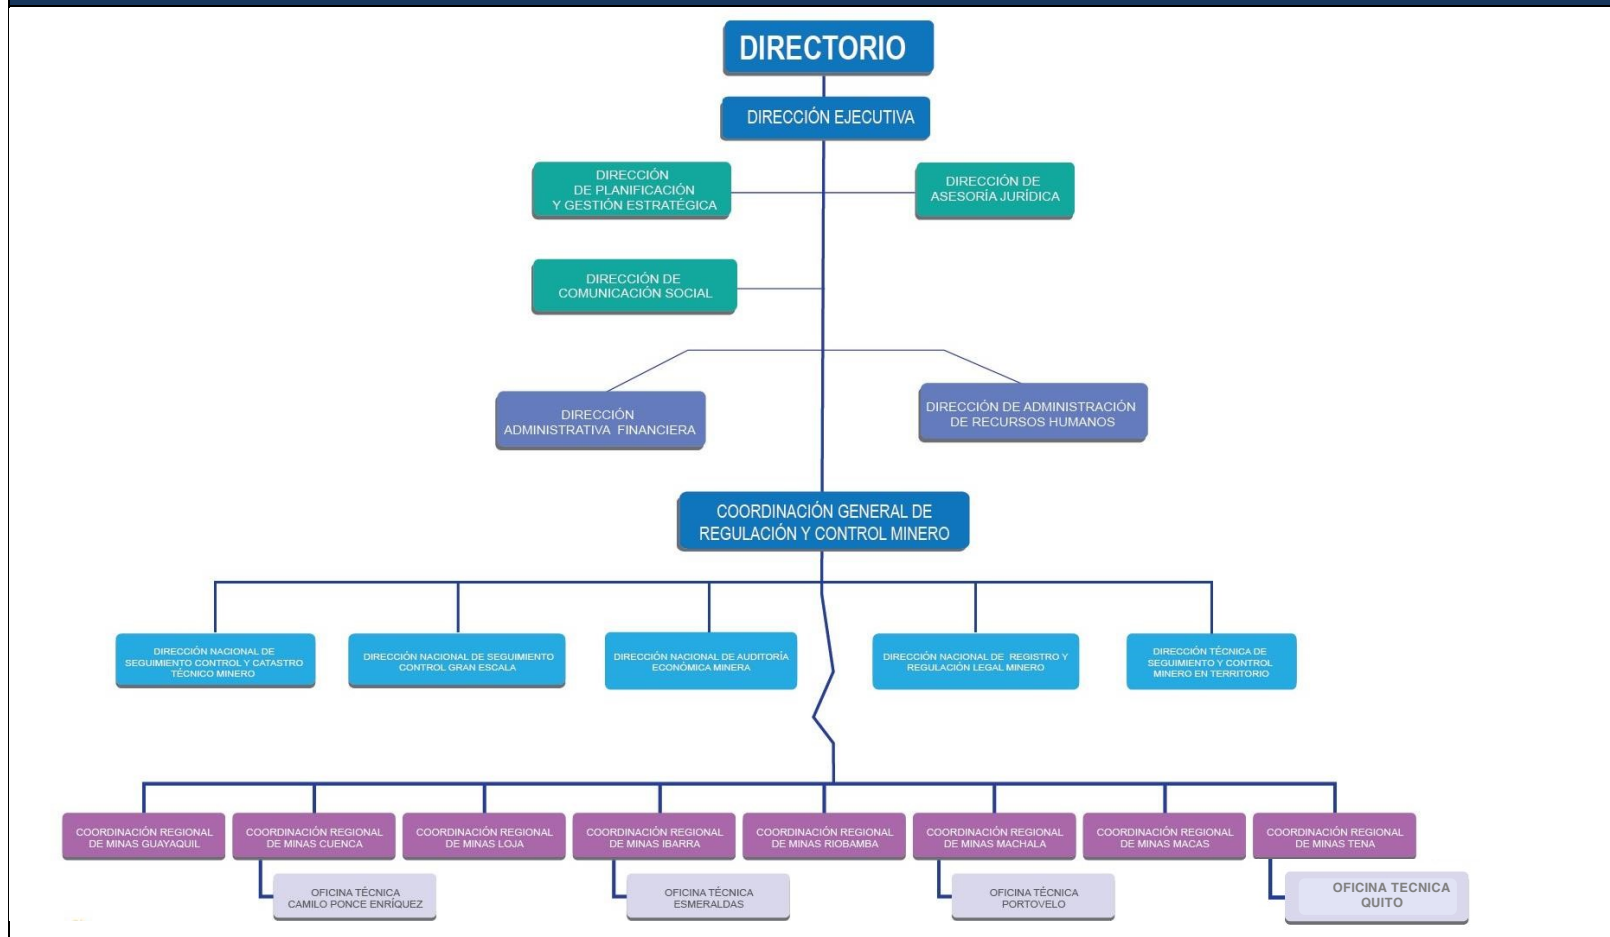 DIRECTORIO
DIRECCIÓN EJECUTIVA
DIRECCIÓN
DE PLANIFICACIÓN
Y GESTIÓN ESTRATÉGICA
DIRECCIÓN DE
ASESORÍA JURÍDICA
DIRECCIÓN DE
COMUNICACIÓN SOCIAL
DIRECCIÓN
ADMINISTRATIVA FINANCIERA
DIRECCIÓN DE ADMINISTRACIÓN
DE RECURSOS HUMANOS
COORDINACIÓN GENERAL DE
REGULACIÓN Y CONTROL MINERO
DIRECCIÓN NACIONAL DE
SEGUIMIENTO CONTROL Y CATASTRO
TÉCNICO MINERO
DIRECCIÓN NACIONAL DE SEGUIMIENTO
CONTROL GRAN ESCALA
DIRECCIÓN NACIONAL DE AUDITORÍA
ECONÓMICA MINERA
DIRECCIÓN NACIONAL DE REGISTRO Y
REGULACIÓN LEGAL MINERO
DIRECCIÓN TÉCNICA DE
SEGUIMIENTO Y CONTROL
MINERO EN TERRITORIO
COORDINACIÓN REGIONAL
DE MINAS GUAYAQUIL
COORDINACIÓN REGIONAL
DE MINAS CUENCA
COORDINACIÓN REGIONAL
DE MINAS LOJA
COORDINACIÓN REGIONAL
DE MINAS IBARRA
COORDINACIÓN REGIONAL
DE MINAS RIOBAMBA
COORDINACIÓN REGIONAL
DE MINAS MACHALA
COORDINACIÓN REGIONAL
DE MINAS MACAS
COORDINACIÓN REGIONAL
DE MINAS TENA
OFICINA TÉCNICA
CAMILO PONCE ENRÍQUEZ
OFICINA TÉCNICA
ESMERALDAS
OFICINA TÉCNICA
PORTOVELO
OFICINA TECNICA
QUITO